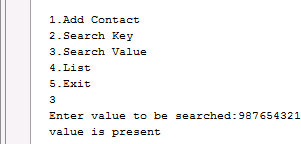 1.Add Contact
2.Search Key
3.Search Value
4.List
5.Exit
3
Enter value to be searched:987654321
value is present